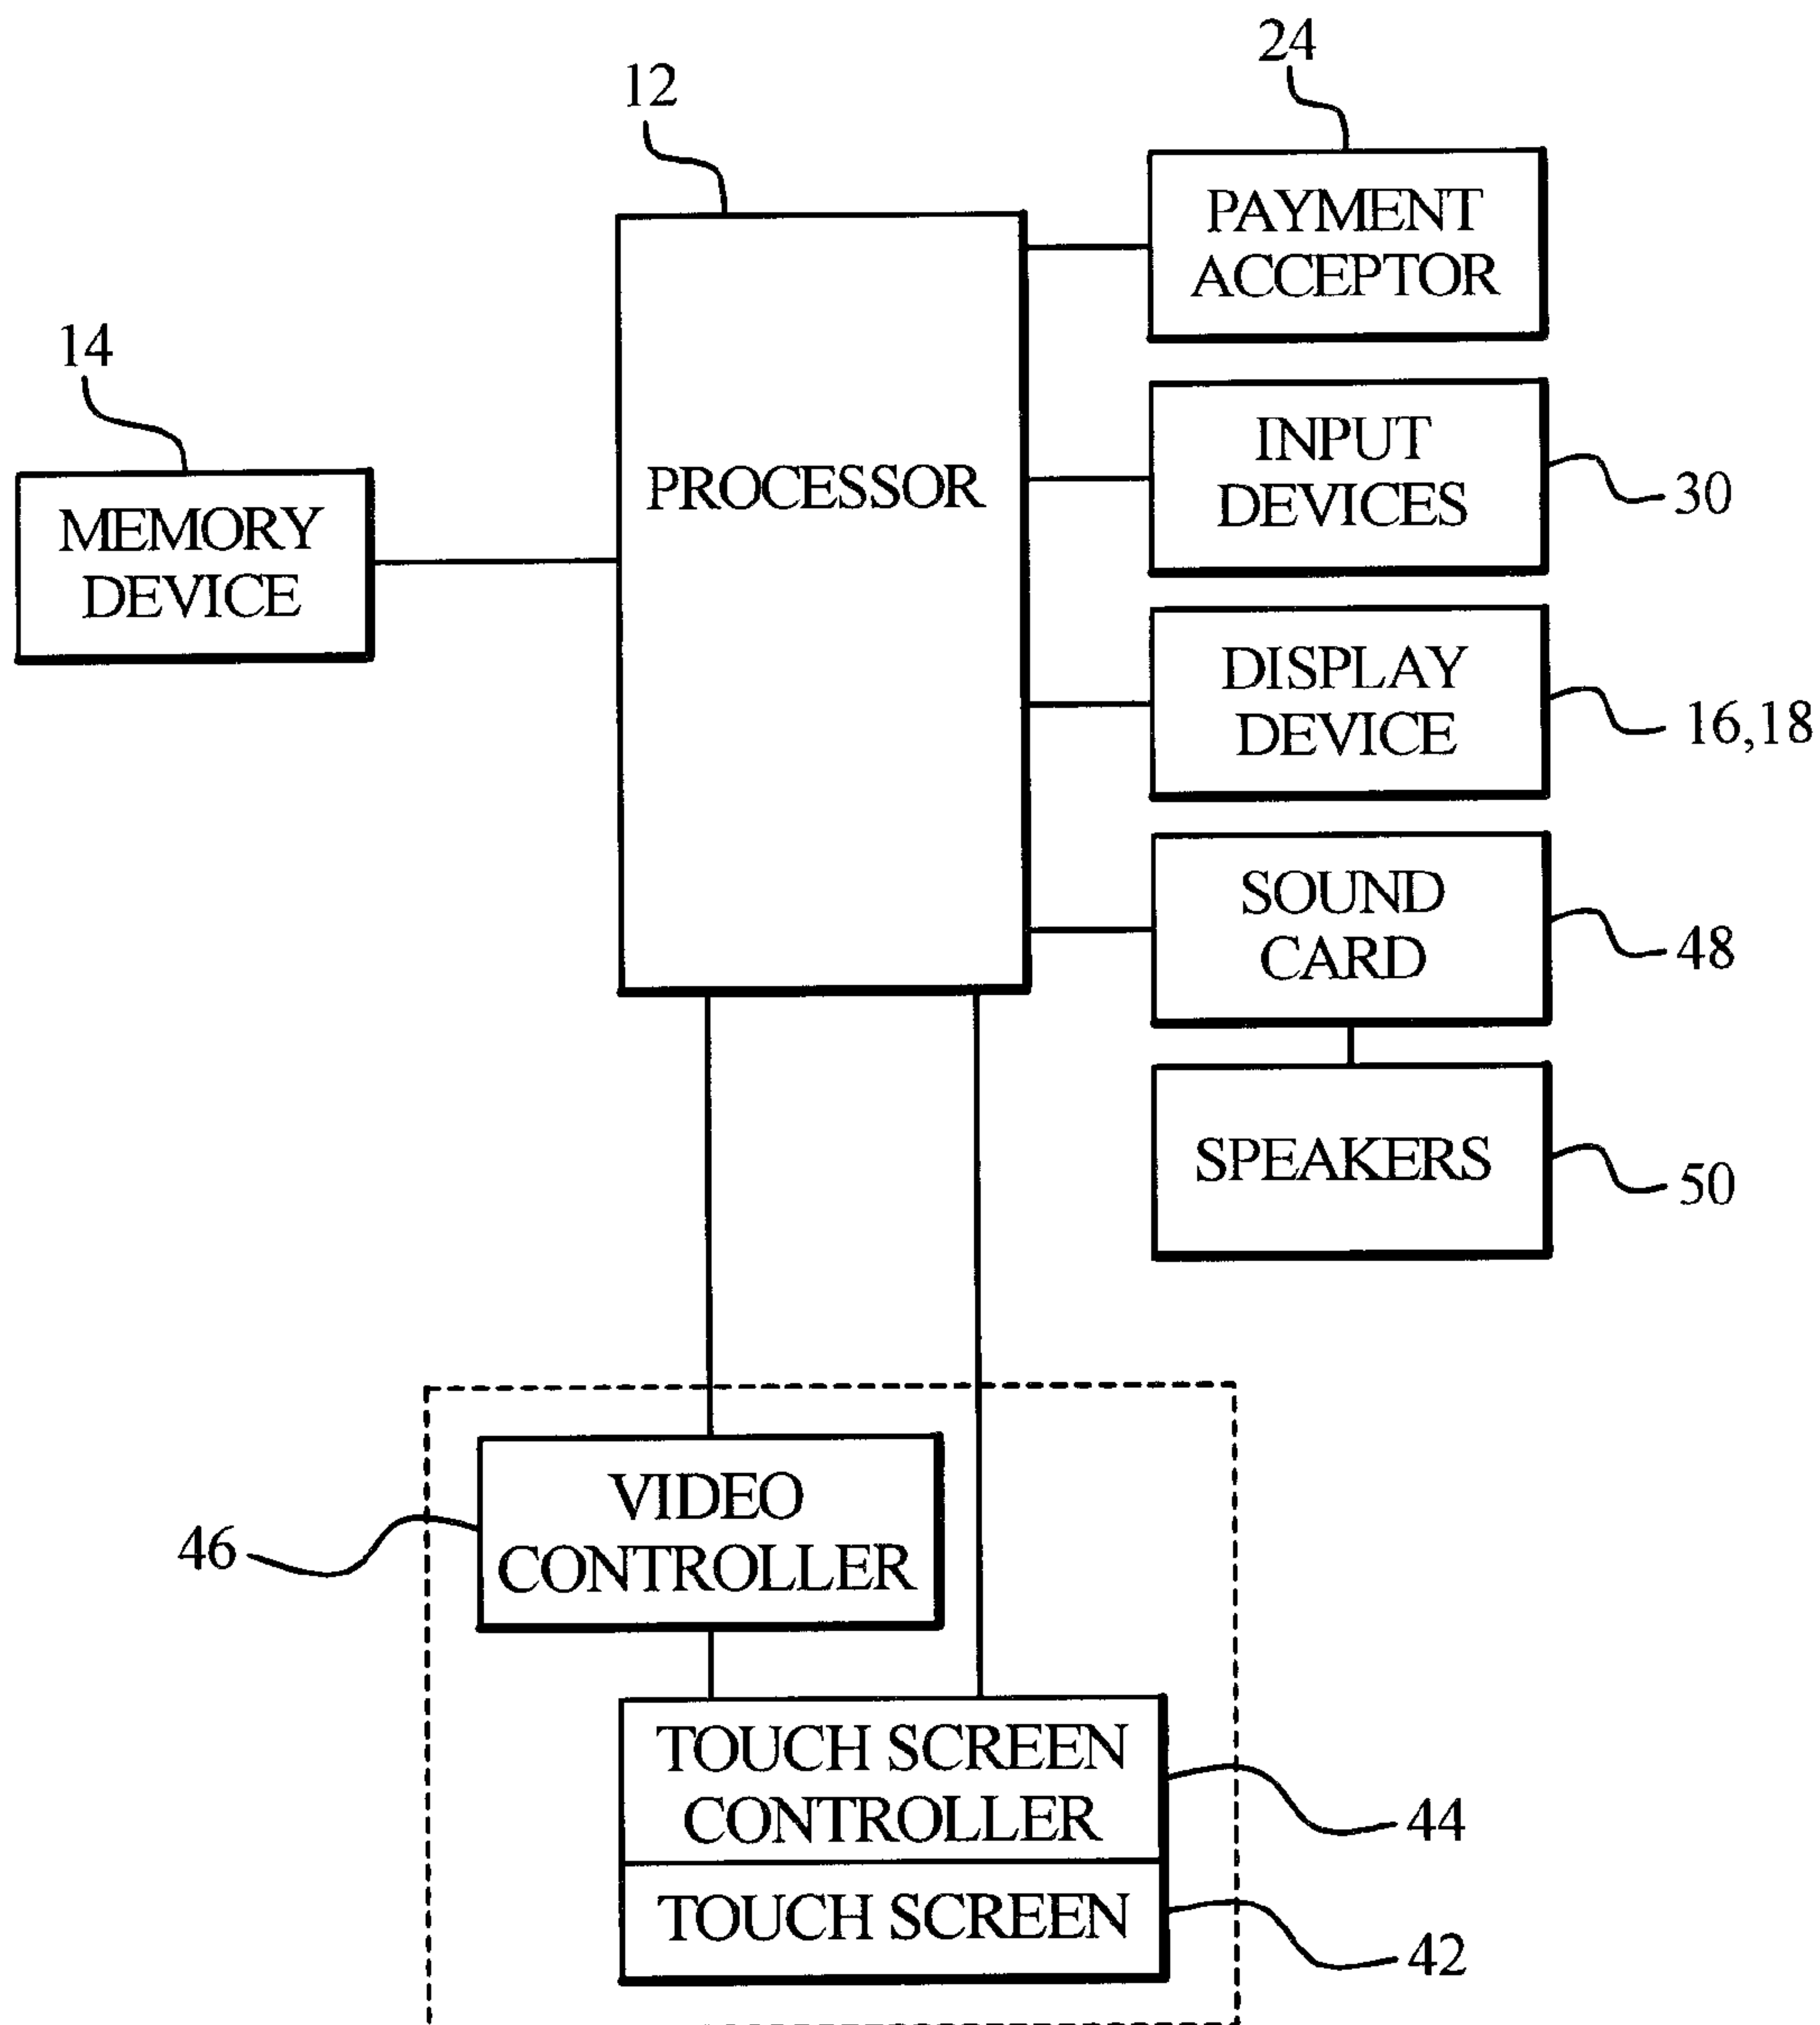 24
12
PAYMENT
ACCEPTOR
14
INPUT
DEVICES
30
PROCESSOR
MEMORY
DEVICE
DISPLAY
DEVICE
16,18
SOUND
CARD
48
SPEAKERS
50
VIDEO
CONTROLLER
46
TOUCH SCREEN
CONTROLLER
44
TOUCH SCREEN
42